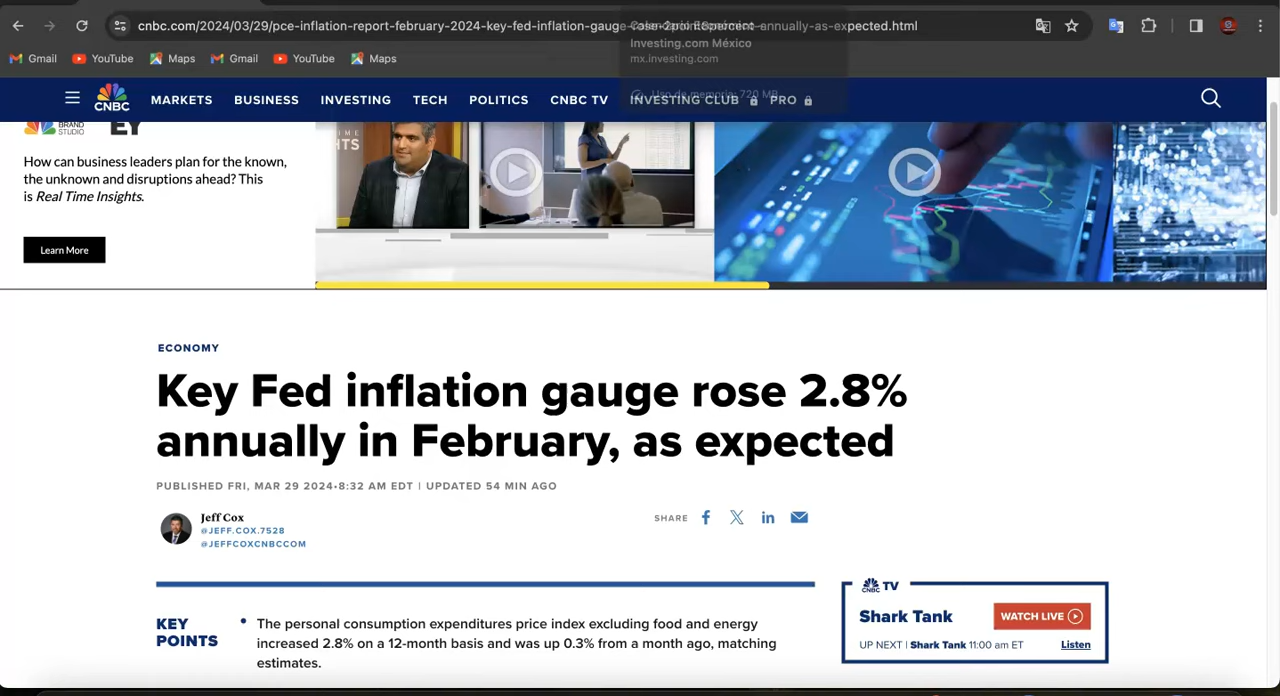 cnbc.com/2024/03/29/pce-inflation-report-february-2024-key-fed-inflation-gauge-rose-2point8percent-annually-as-expected.html
Investing.com México
mx.investing.com
Uso de memoria: 720 MB
Gmail YouTube Maps Gmail YouTube Maps
CNBC MARKETS BUSINESS INVESTING TECH POLITICS CNBC TV INVESTING CLUB PRO
BRAND STUDIO EY
How can business leaders plan for the known,
the unknown and disruptions ahead? This
is Real Time Insights.
Learn More
ECONOMY
Key Fed inflation gauge rose 2.8%
annually in February, as expected
PUBLISHED FRI, MAR 29 2024•8:32 AM EDT | UPDATED 54 MIN AGO
Jeff Cox
@JEFF.COX.7528
@JEFFCOXCNBCCOM
SHARE
KEY
POINTS
• The personal consumption expenditures price index excluding food and energy
increased 2.8% on a 12-month basis and was up 0.3% from a month ago, matching
estimates.
CNBC TV
Shark Tank
WATCH LIVE
UP NEXT | Shark Tank 11:00 am ET
Listen